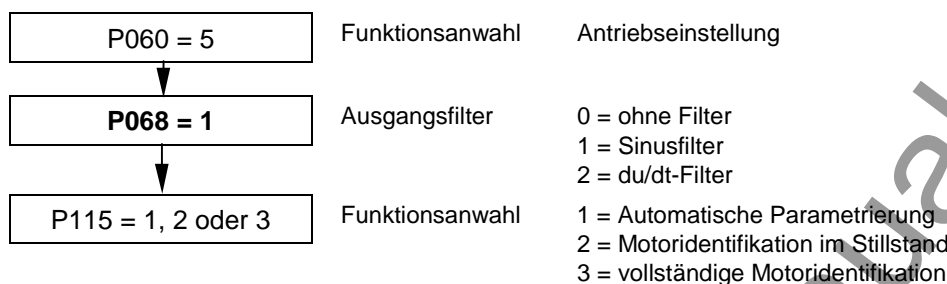 P060 = 5 Funktionsanwahl Antriebseinstellung
P068 = 1 Ausgangsfilter 0 = ohne Filter
1 = Sinusfilter
2 = du/dt-Filter
P115 = 1, 2 oder 3 Funktionsanwahl 1 = Automatische Parametrierung
2 = Motoridentifikation im Stillstand
3 = vollständige Motoridentifikation